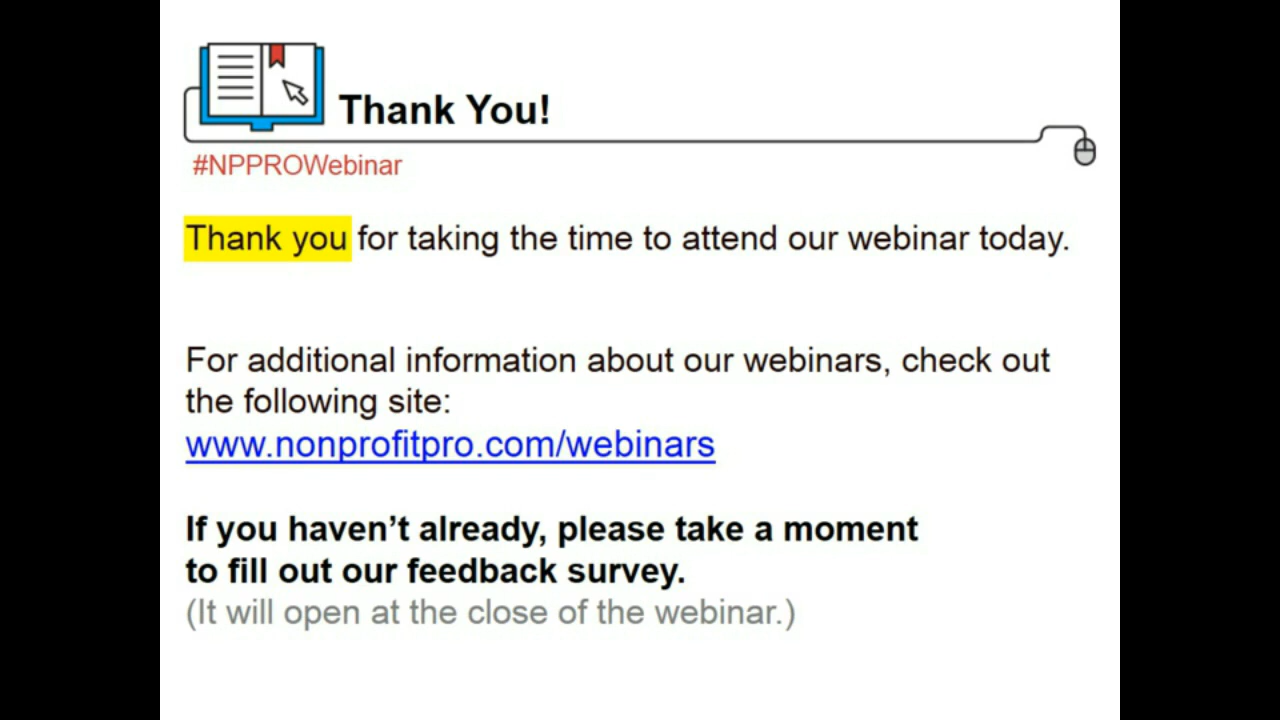 Thank You!
#NPPROWebinar
Thank you for taking the time to attend our webinar today.
For additional information about our webinars, check out
the following site:
www.nonprofitpro.com/webinars
If you haven’t already, please take a moment
to fill out our feedback survey.
(It will open at the close of the webinar.)